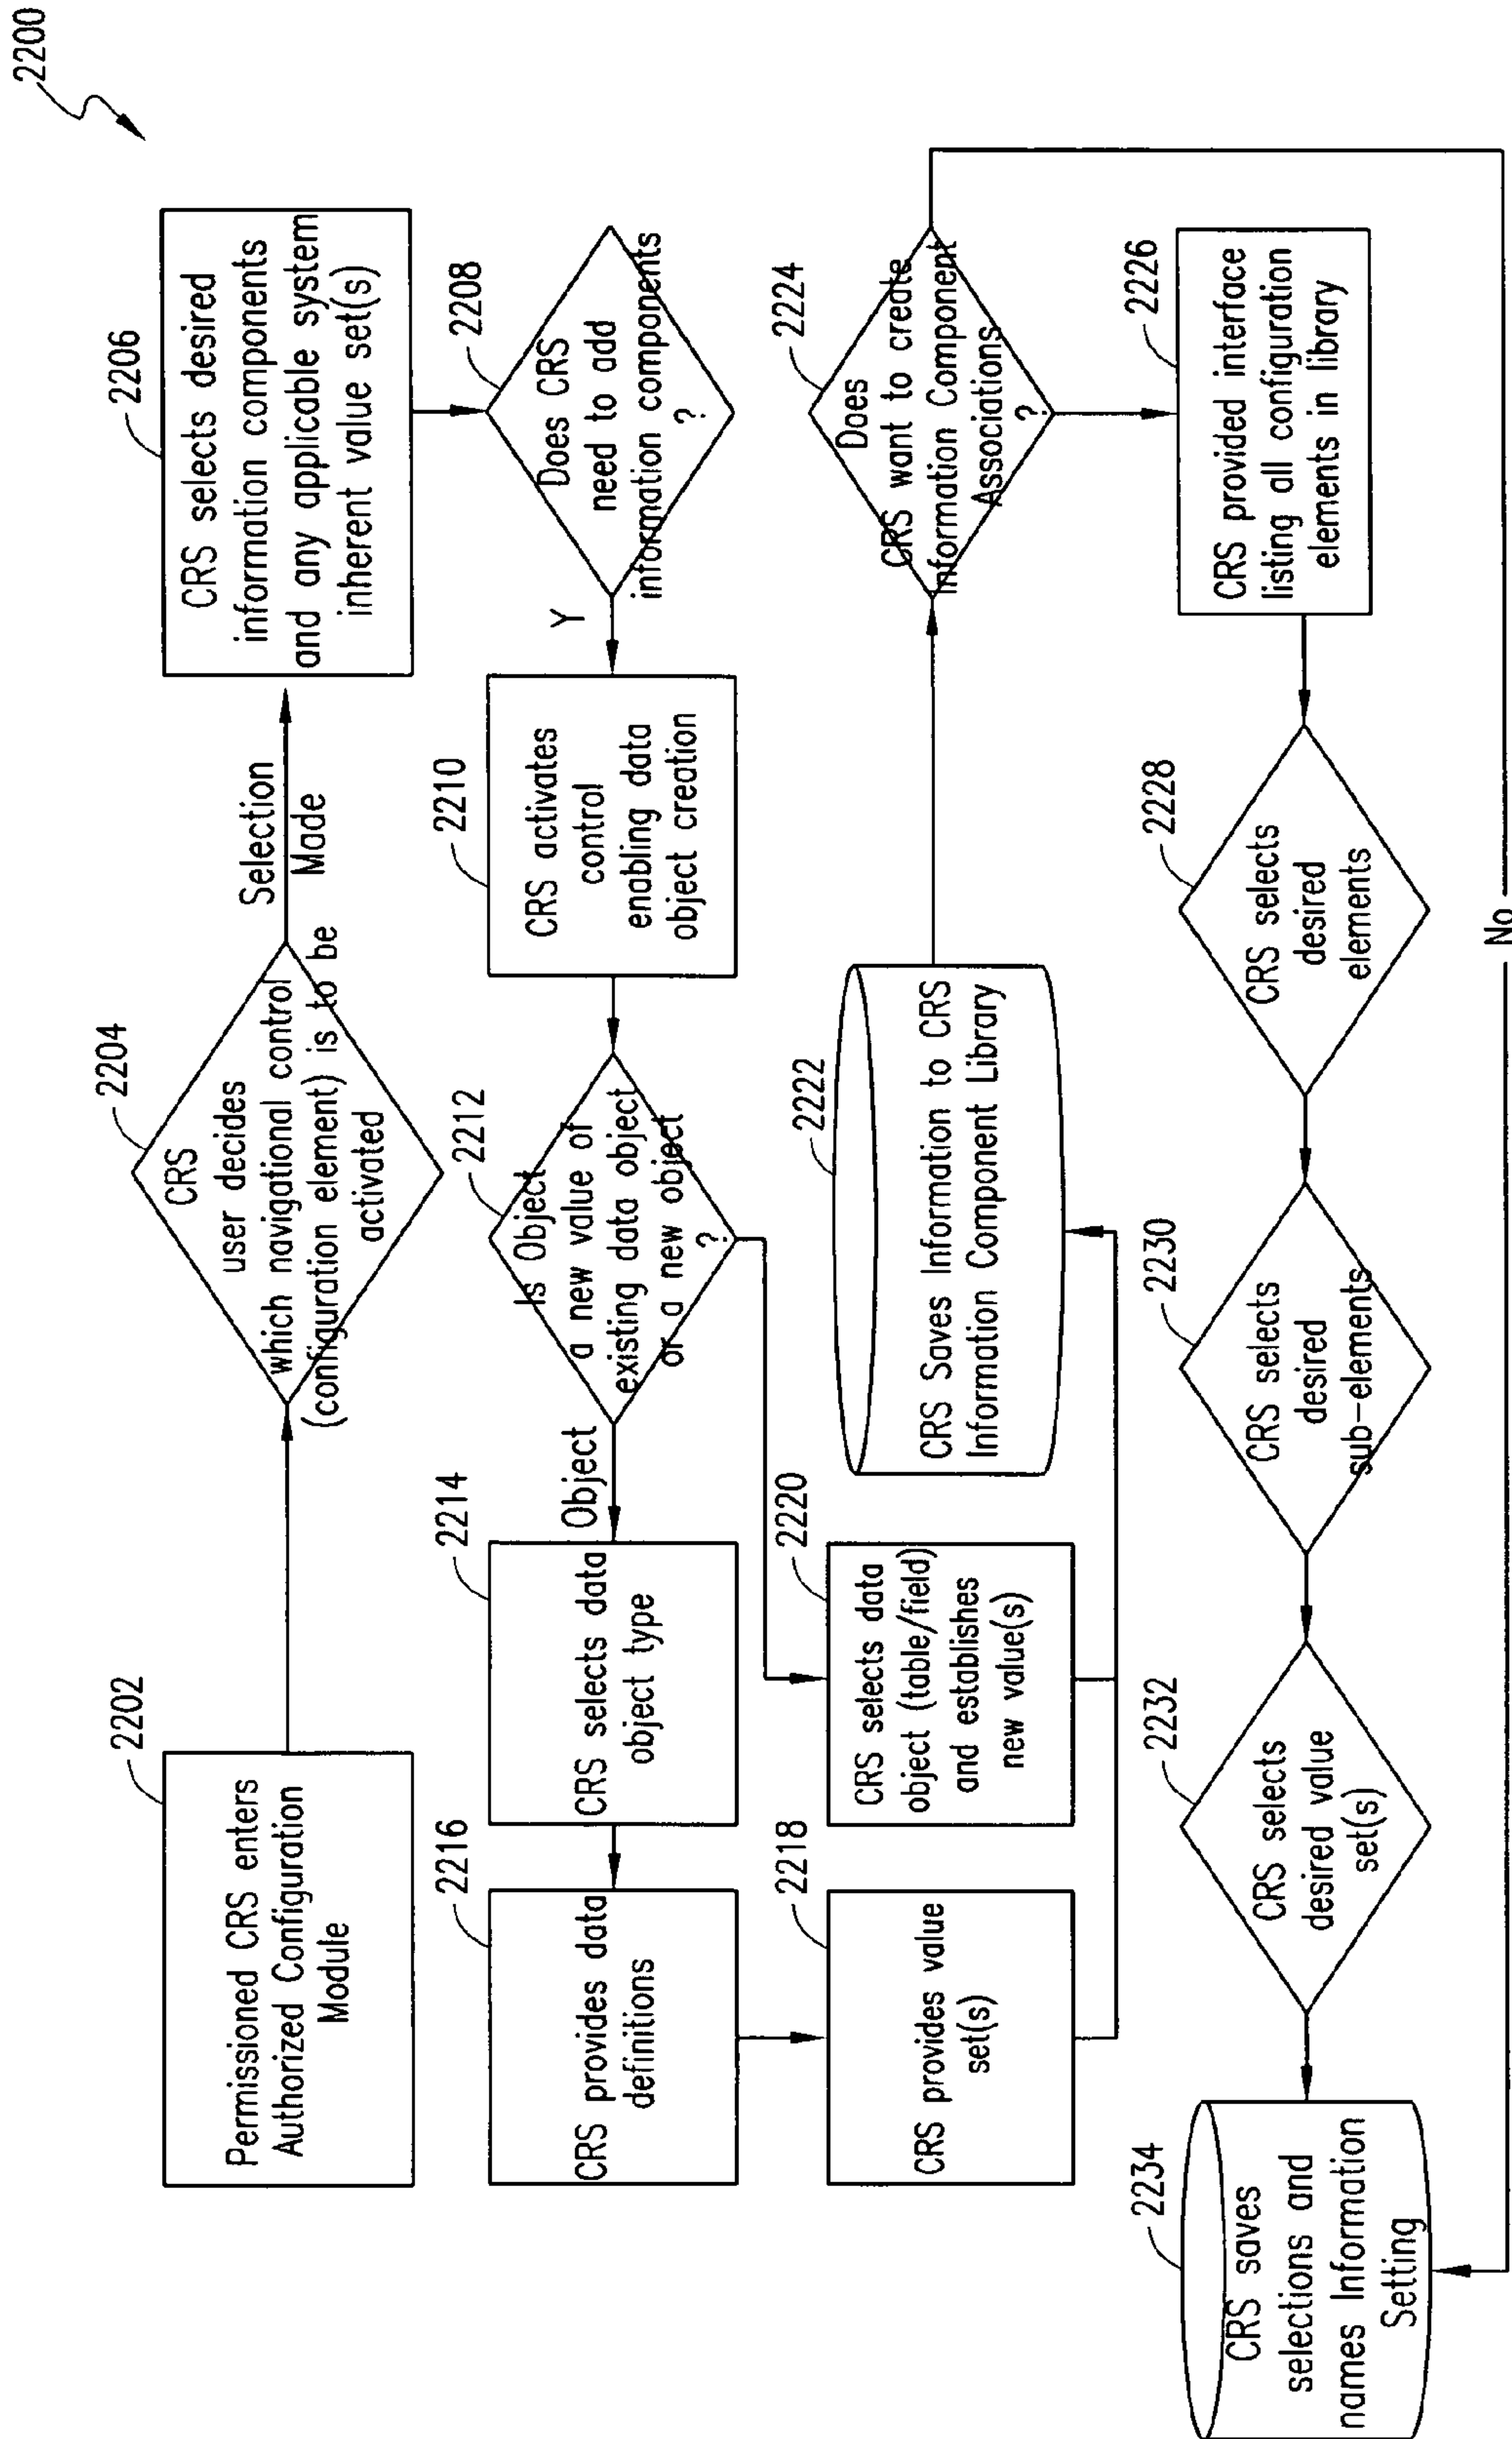 2200
2202
Permissioned CRS enters
Authorized Configuration
Module
2204
CRS
user decides
which navigational control
(configuration element) is to be
activated
Selection
Made
2206
CRS selects desired
information components
and any applicable system
inherent value set(s)
2208
Does CRS
need to add
information components
?
Y
2210
CRS activates
control
enabling data
object creation
2212
Is Object
a new value of
existing data object
or a new object
?
Object
2214
CRS selects data
object type
2216
CRS provides data
definitions
2218
CRS provides value
set(s)
2220
CRS selects data
object (table/field)
and establishes
new value(s)
2222
CRS Saves Information to CRS
Information Component Library
2224
Does
CRS want to create
Information Component
Associations
?
2226
CRS provided interface
listing all configuration
elements in library
2228
CRS selects
desired
elements
2230
CRS selects
desired
sub-elements
2232
CRS selects
desired value
set(s)
2234
CRS saves
selections and
names Information
Setting
No